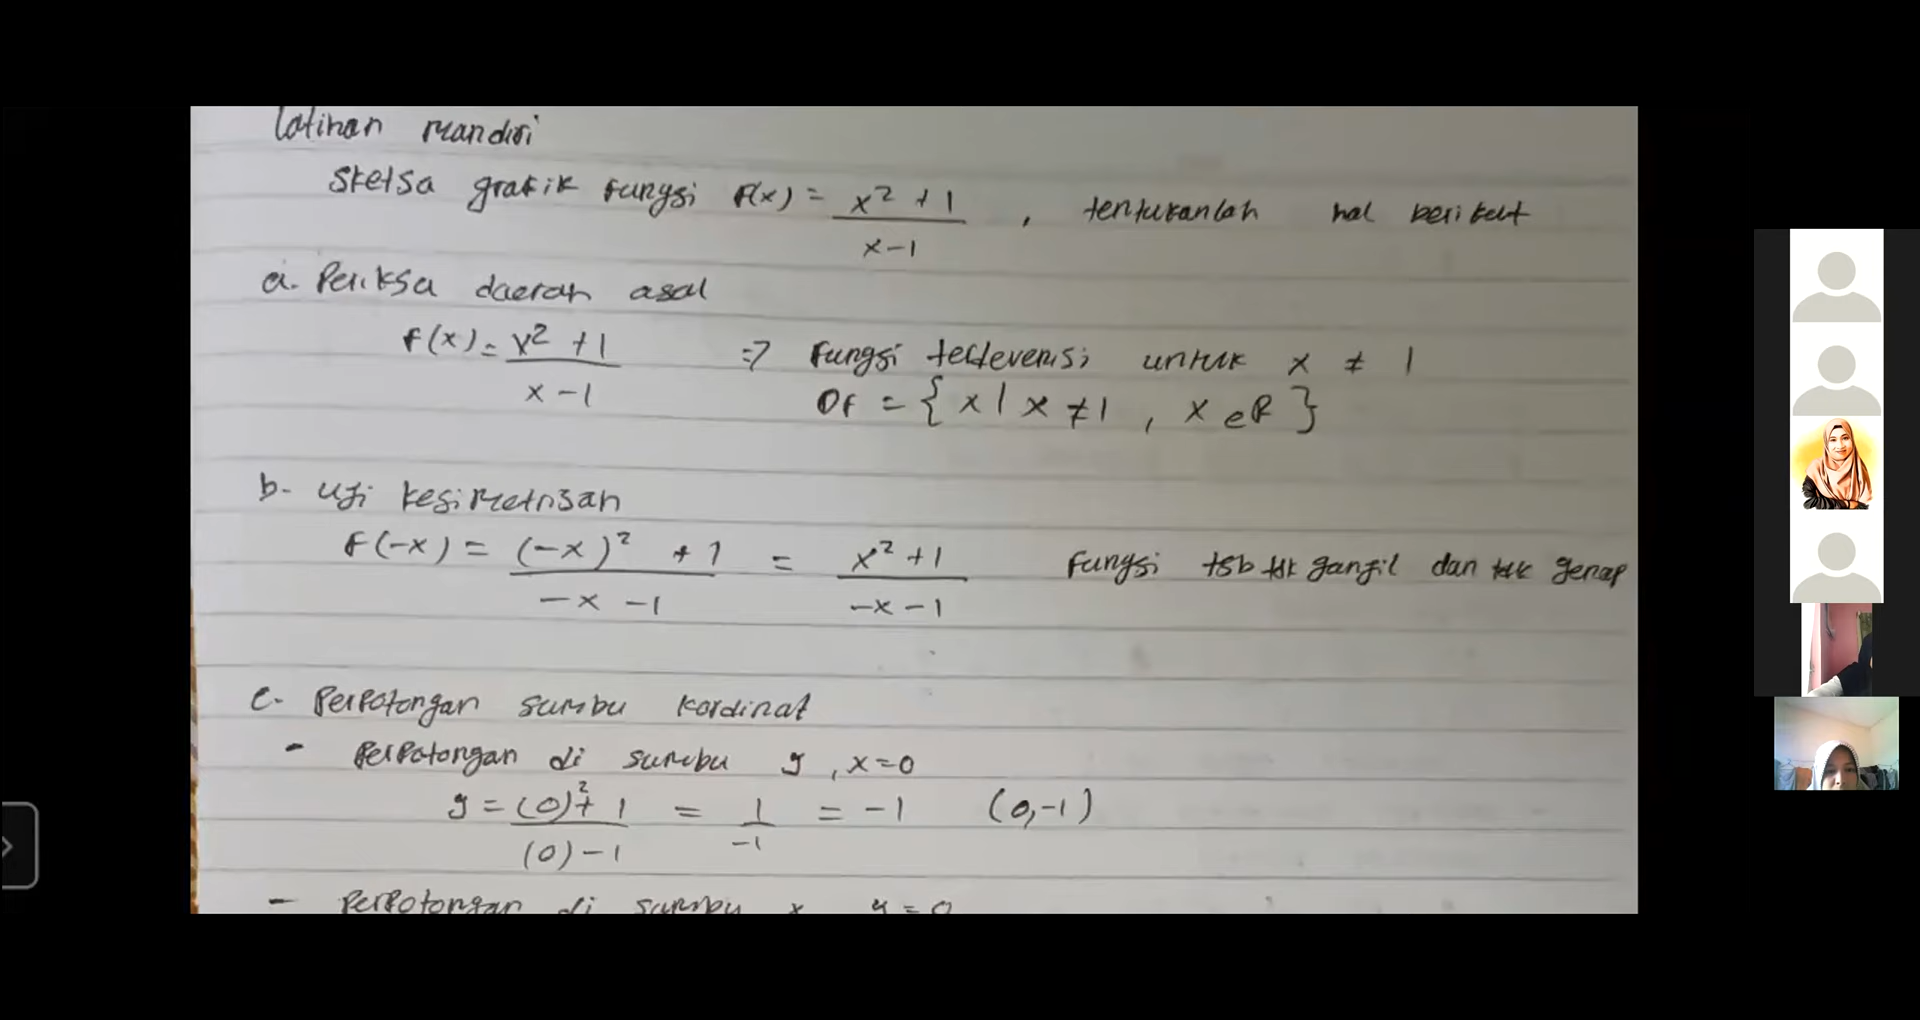 latihan mandiri
Sketsa grafik fungsi f(x) = x² + 1 / x - 1 , tentukanlah hal berikut
a. Periksa daerah asal
f(x) = x² + 1 / x - 1 => Fungsi terdevenisi untuk x ≠ 1
Df = { x | x ≠ 1 , x ∈ R }
b. Uji kesimetrisan
f(-x) = (-x)² + 1 / -x - 1 = x² + 1 / -x - 1 Fungsi tsb tdk ganjil dan tdk genap
c. Perpotongan sumbu kordinat
- Perpotongan di sumbu y , x = 0
y = (0)² + 1 / (0) - 1 = 1 / -1 = -1 (0,-1)
- Perpotongan di sumbu x y = 0